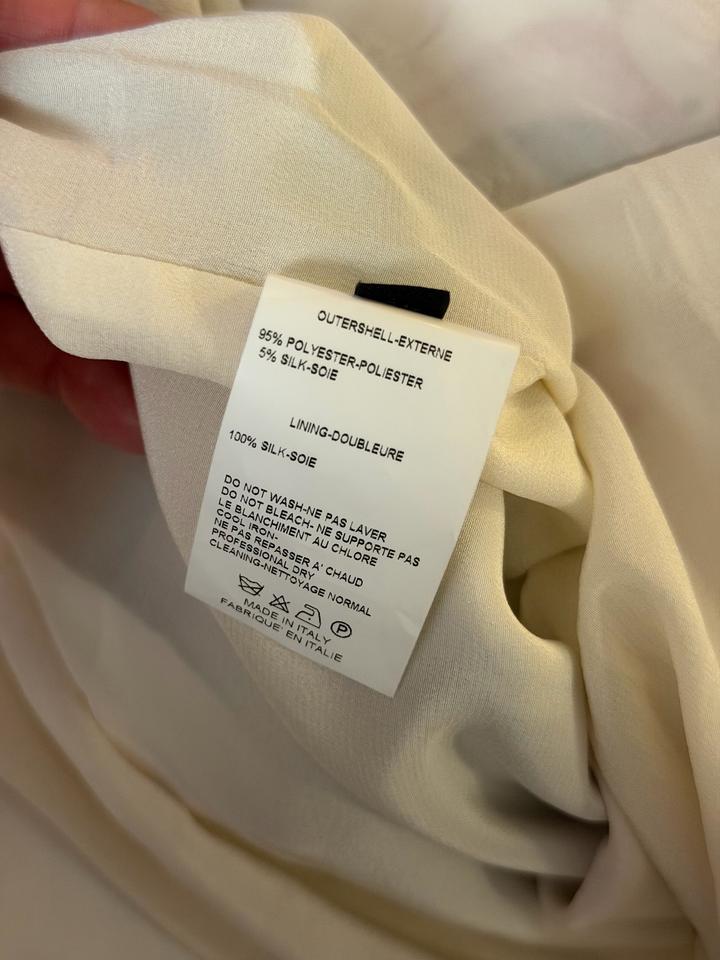 OUTERSHELL-EXTERNE
95% POLYESTER-POLIESTER
5% SILK-SOIE
LINING-DOUBLEURE
100% SILK-SOIE
DO NOT WASH-NE PAS LAVER
DO NOT BLEACH- NE SUPPORTE PAS
LE BLANCHIMENT AU CHLORE
COOL IRON-
NE PAS REPASSER A' CHAUD
PROFESSIONAL DRY
CLEANING-NETTOYAGE NORMAL
P
MADE IN ITALY
FABRIQUE' EN ITALIE